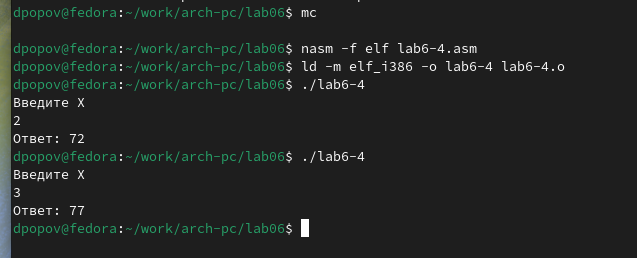 dpopov@fedora:~/work/arch-pc/lab06$ mc
dpopov@fedora:~/work/arch-pc/lab06$ nasm -f elf lab6-4.asm
dpopov@fedora:~/work/arch-pc/lab06$ ld -m elf_i386 -o lab6-4 lab6-4.o
dpopov@fedora:~/work/arch-pc/lab06$ ./lab6-4
Введите X
2
Ответ: 72
dpopov@fedora:~/work/arch-pc/lab06$ ./lab6-4
Введите X
3
Ответ: 77
dpopov@fedora:~/work/arch-pc/lab06$